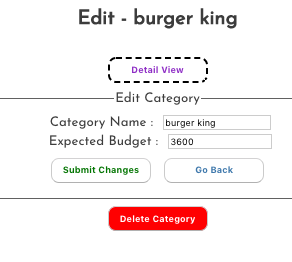 Edit - burger king
Detail View
Edit Category
Category Name : burger king
Expected Budget : 3600
Submit Changes Go Back
Delete Category